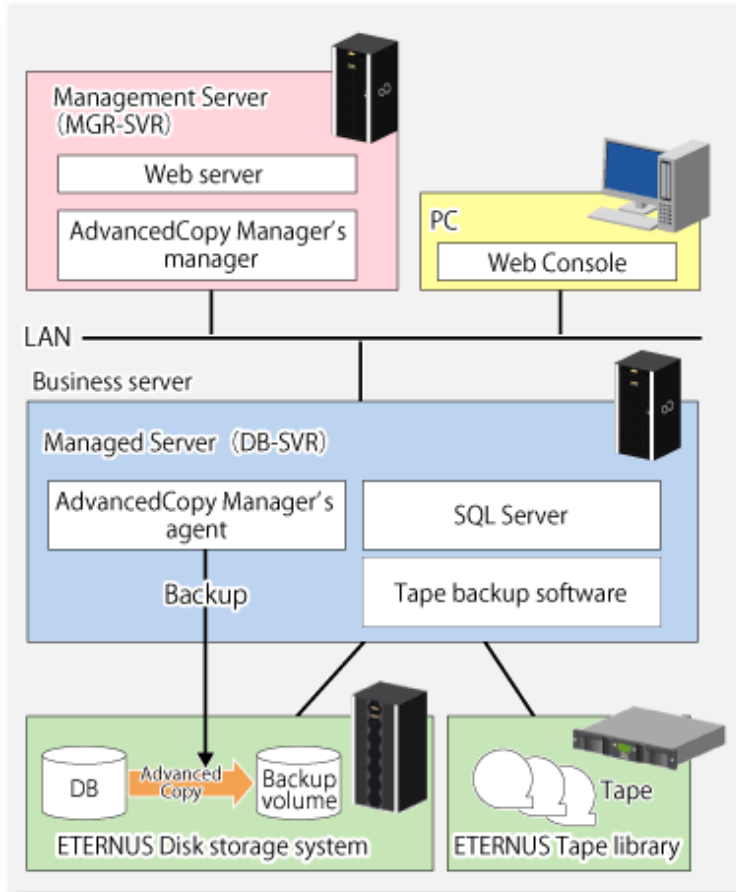 Management Server
(MGR-SVR)
Web server
AdvancedCopy Manager's
manager
PC
Web Console
LAN
Business server
Managed Server (DB-SVR)
AdvancedCopy Manager's
agent
SQL Server
Backup
Tape backup software
DB
Advanced
Copy
Backup
volume
Tape
ETERNUS Disk storage system
ETERNUS Tape library